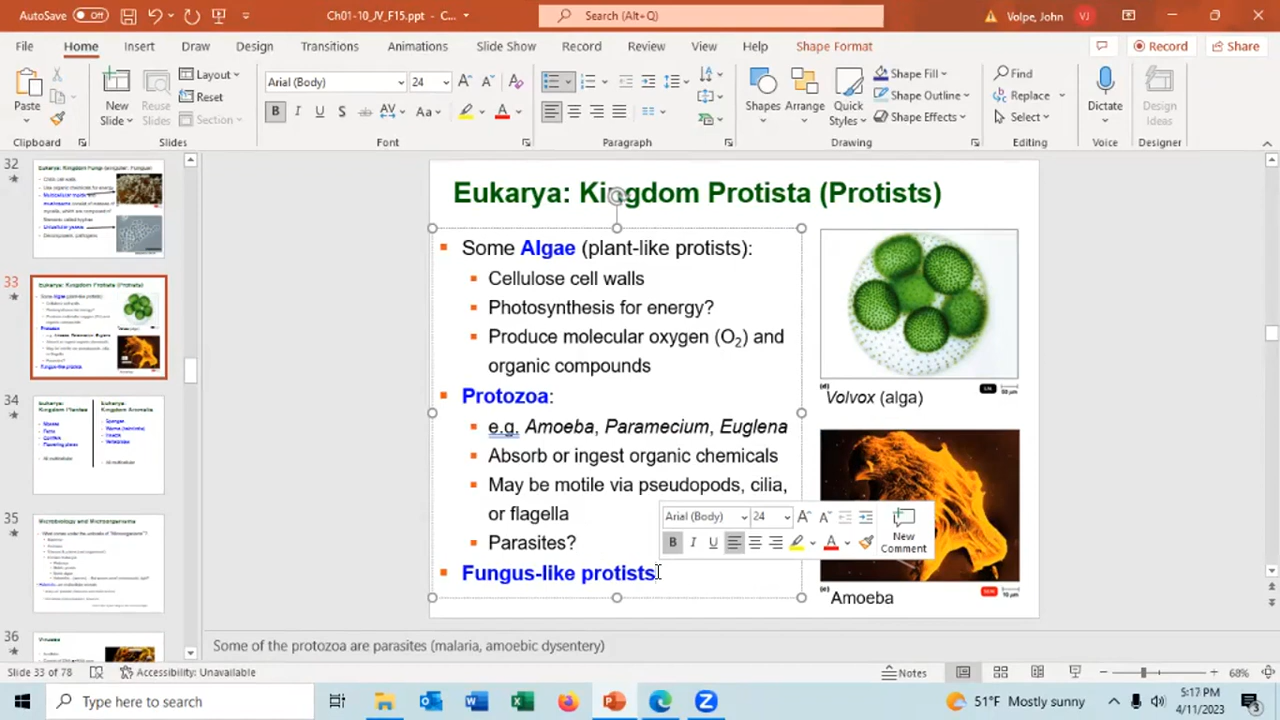 AutoSave Off Ch01-10_JV_F15.ppt - C... Search (Alt+Q) Volpe, John VJ
File Home Insert Draw Design Transitions Animations Slide Show Record Review View Help Shape Format Record Share
Paste New Slide Reuse Slides Layout Reset Section Arial (Body) 24 Shapes Arrange Quick Styles Shape Fill Shape Outline Shape Effects Find Replace Select Dictate Design Ideas
Clipboard Slides Font Paragraph Drawing Editing Voice Designer
32
33
34
35
36
Eukarya: Kingdom Protista (Protists)
Some Algae (plant-like protists):
Cellulose cell walls
Photosynthesis for energy?
Produce molecular oxygen (O2) and
organic compounds
Protozoa:
e.g. Amoeba, Paramecium, Eugena
Absorb or ingest organic chemicals
May be motile via pseudopods, cilia,
or flagella
Parasites?
Fungus-like protists
Volvox (alga)
Amoeba
Arial (Body) 24 New Comment
Some of the protozoa are parasites (malaria, amoebic dysentery)
Slide 33 of 78 Accessibility: Unavailable Notes 68%
Type here to search 51°F Mostly sunny 5:17 PM
4/11/2023